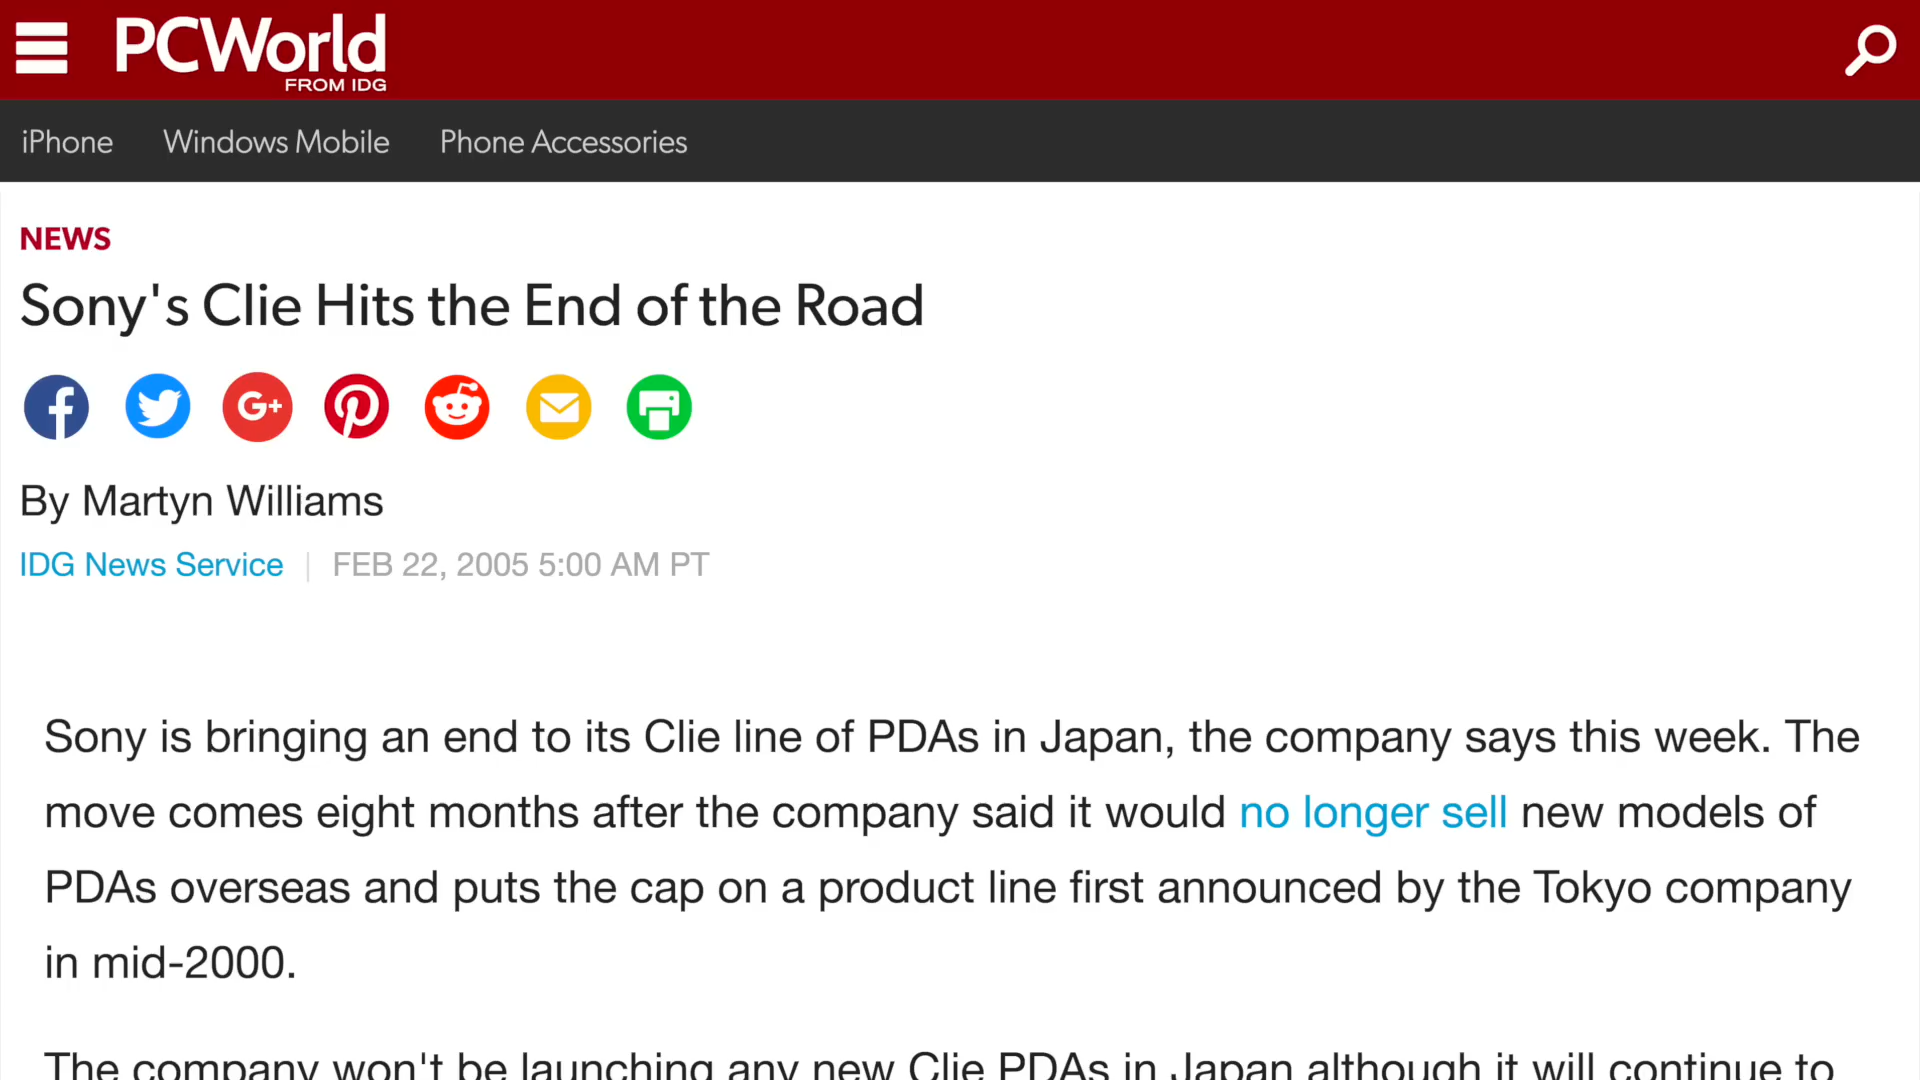 PCWorld
FROM IDG
iPhone Windows Mobile Phone Accessories
NEWS
Sony's Clie Hits the End of the Road
G+
By Martyn Williams
IDG News Service | FEB 22, 2005 5:00 AM PT
Sony is bringing an end to its Clie line of PDAs in Japan, the company says this week. The
move comes eight months after the company said it would no longer sell new models of
PDAs overseas and puts the cap on a product line first announced by the Tokyo company
in mid-2000.
The company won't be launching any new Clie PDAs in Japan although it will continue to